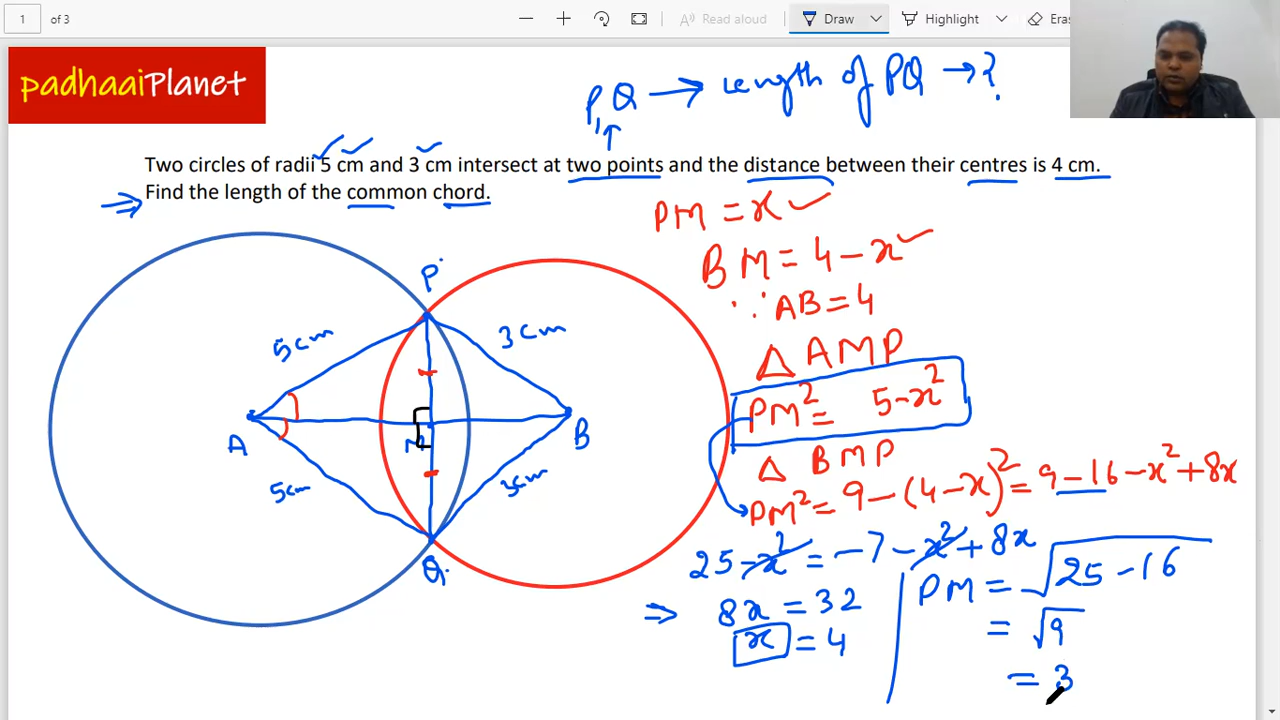 1 of 3
Read aloud Draw Highlight Eras
padhaaiPlanet
PQ → length of PQ → ?
Two circles of radii 5 cm and 3 cm intersect at two points and the distance between their centres is 4 cm.
Find the length of the common chord.
PM = x
BM = 4 - x
∵ AB = 4
△ AMP
PM² = 5-x²
△ BMP
PM² = 9 - (4-x)² = 9-16-x²+8x
25-x² = -7-x²+8x
⇒ 8x = 32
x = 4
PM = √25-16
= √9
= 3
P
5cm
3cm
A
M
B
5cm
3cm
Q